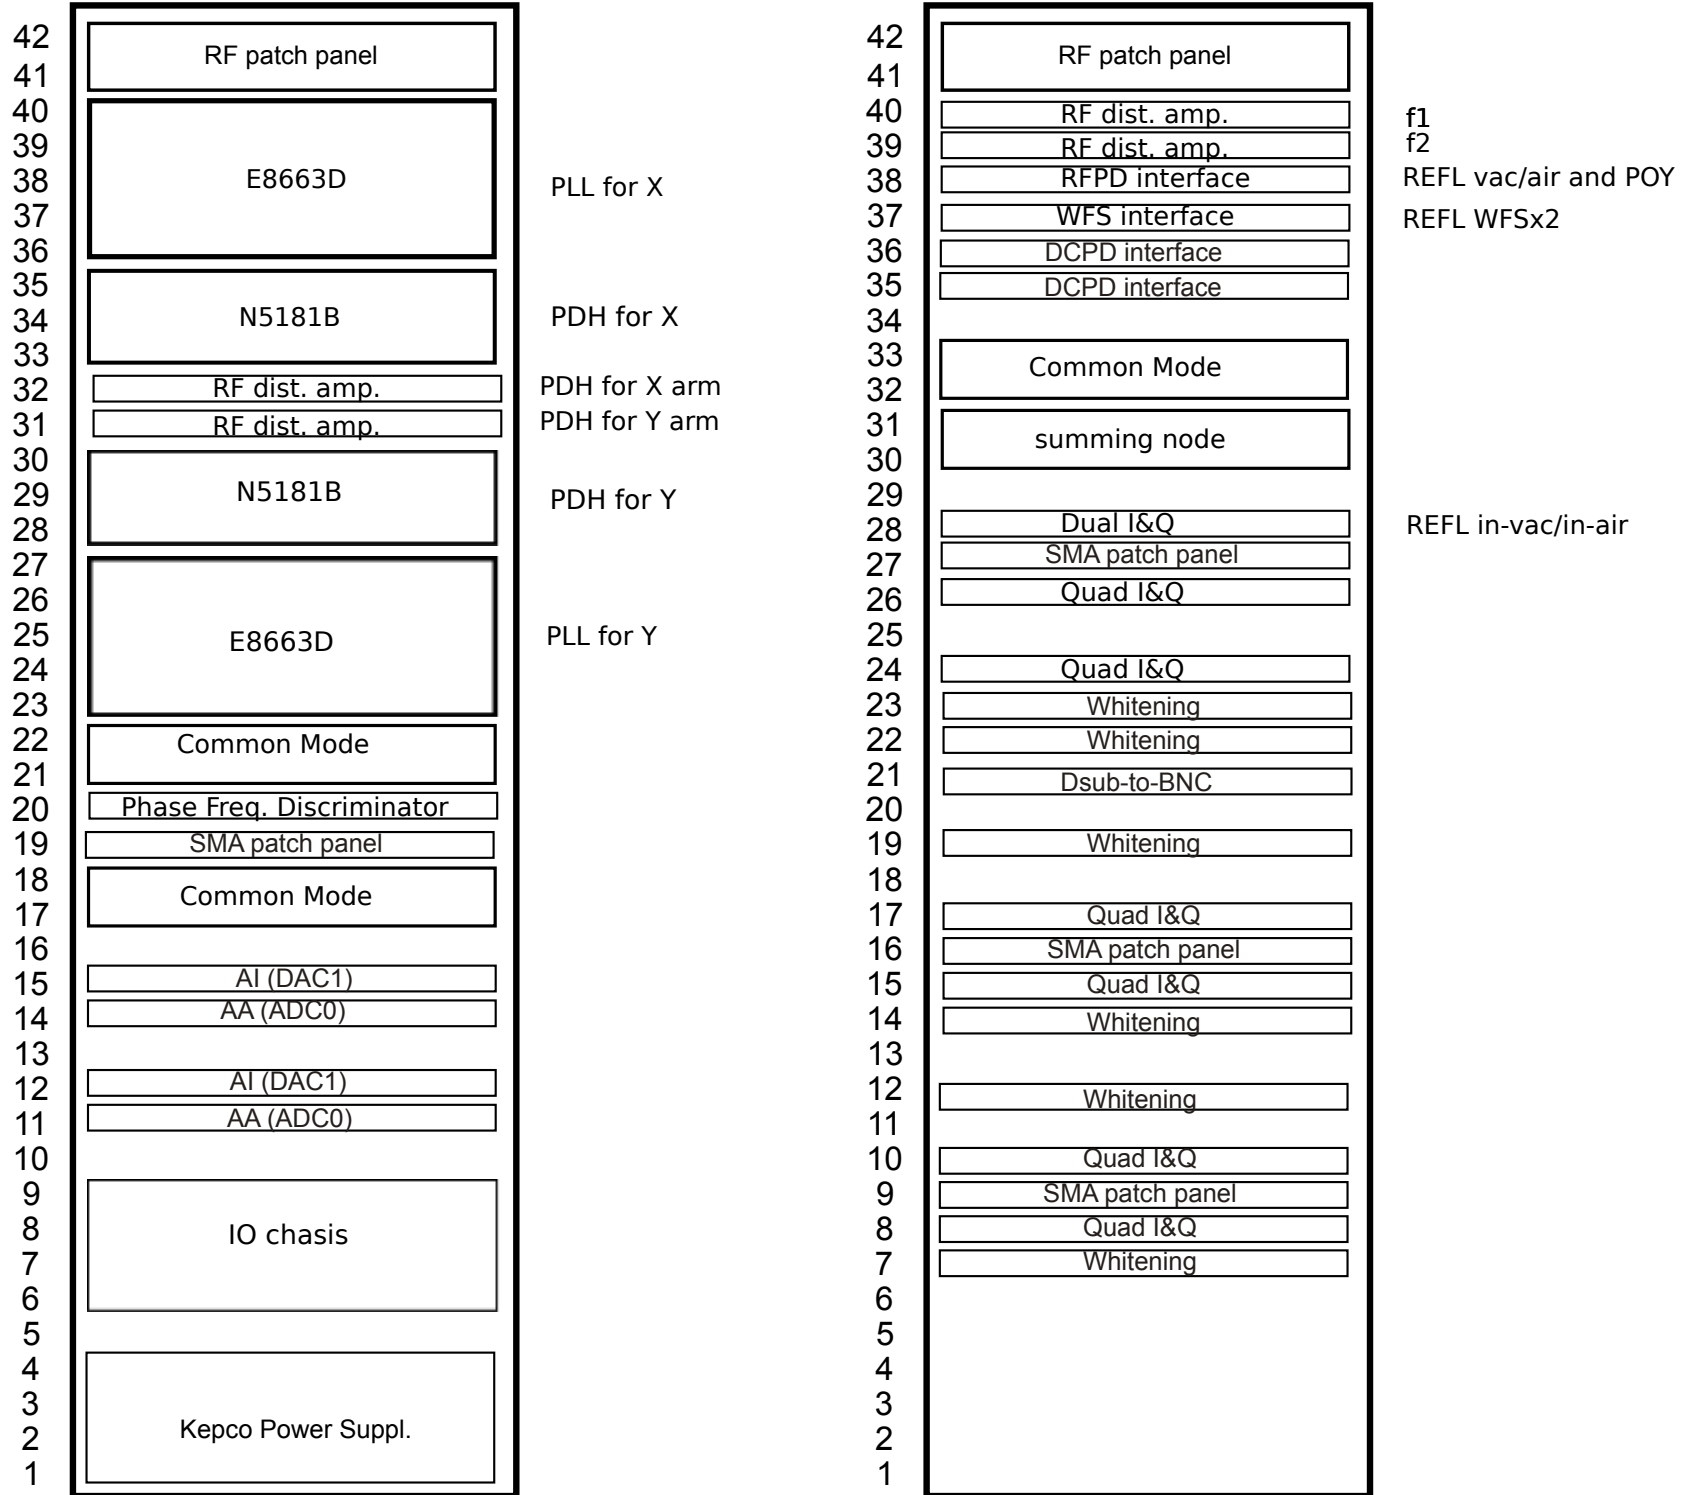 42
RF patch panel
41
40
39
E8663D
38
PLL for X
37
36
35
N5181B
34
PDH for X
33
32
RF dist. amp.
PDH for X arm
31
RF dist. amp.
PDH for Y arm
30
N5181B
29
PDH for Y
28
27
26
E8663D
25
PLL for Y
24
23
22
Common Mode
21
20
Phase Freq. Discriminator
19
SMA patch panel
18
Common Mode
17
16
15
AI (DAC1)
14
AA (ADC0)
13
12
AI (DAC1)
11
AA (ADC0)
10
9
8
IO chasis
7
6
5
4
3
2
Kepco Power Suppl.
1
42
RF patch panel
41
40
RF dist. amp.
f1
39
RF dist. amp.
f2
38
RFPD interface
REFL vac/air and POY
37
WFS interface
REFL WFSx2
36
DCPD interface
35
DCPD interface
34
33
Common Mode
32
31
summing node
30
29
28
Dual I&Q
REFL in-vac/in-air
27
SMA patch panel
26
Quad I&Q
25
24
Quad I&Q
23
Whitening
22
Whitening
21
Dsub-to-BNC
20
19
Whitening
18
17
Quad I&Q
16
SMA patch panel
15
Quad I&Q
14
Whitening
13
12
Whitening
11
10
Quad I&Q
9
SMA patch panel
8
Quad I&Q
7
Whitening
6
5
4
3
2
1